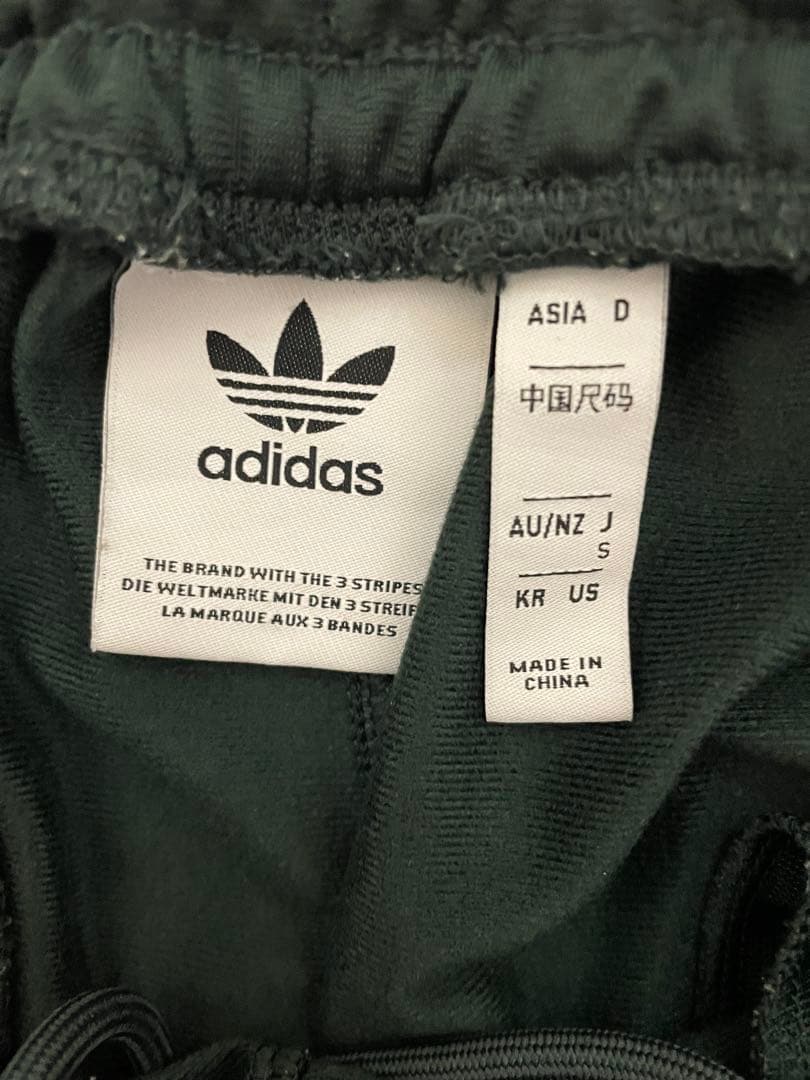 adidas
THE BRAND WITH THE 3 STRIPES
DIE WELTMARKE MIT DEN 3 STREIF
LA MARQUE AUX 3 BANDES
ASIA D
中国尺码
AU/NZ J
S
KR US
MADE IN
CHINA